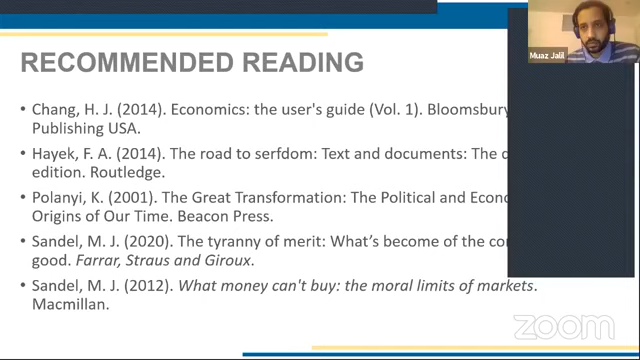 Muaz Jalil
RECOMMENDED READING
• Chang, H. J. (2014). Economics: the user's guide (Vol. 1). Bloomsbury
Publishing USA.
• Hayek, F. A. (2014). The road to serfdom: Text and documents: The
edition. Routledge.
• Polanyi, K. (2001). The Great Transformation: The Political and
Origins of Our Time. Beacon Press.
• Sandel, M. J. (2020). The tyranny of merit: What's become of the
good. Farrar, Straus and Giroux.
• Sandel, M. J. (2012). What money can't buy: the moral limits of markets.
Macmillan.
zoom